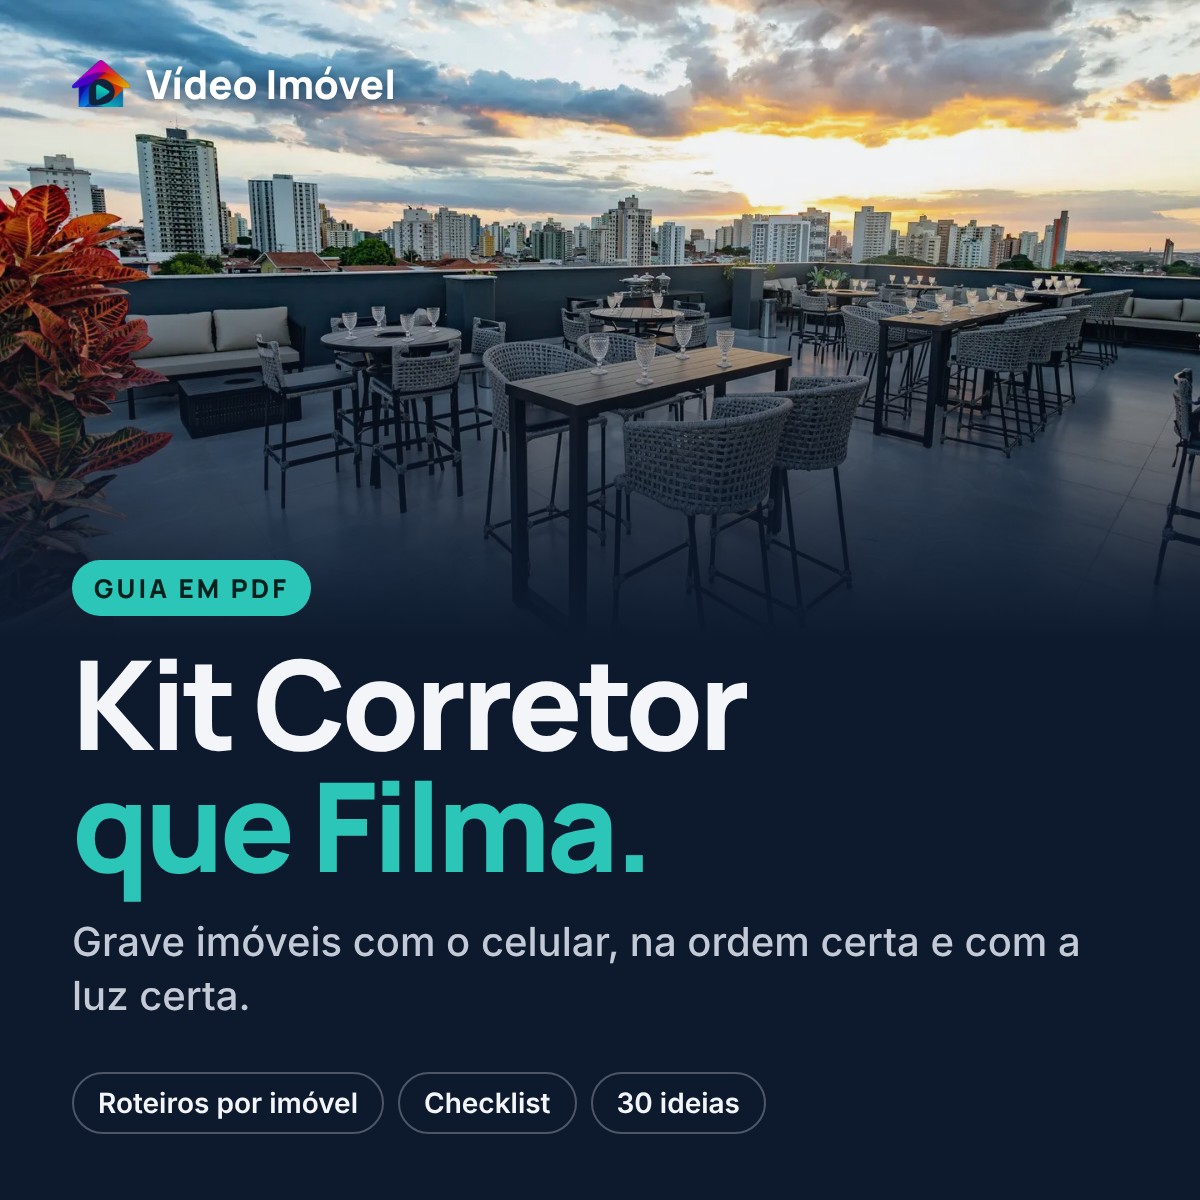 Vídeo Imóvel
GUIA EM PDF
Kit Corretor
que Filma.
Grave imóveis com o celular, na ordem certa e com a
luz certa.
Roteiros por imóvel
Checklist
30 ideias